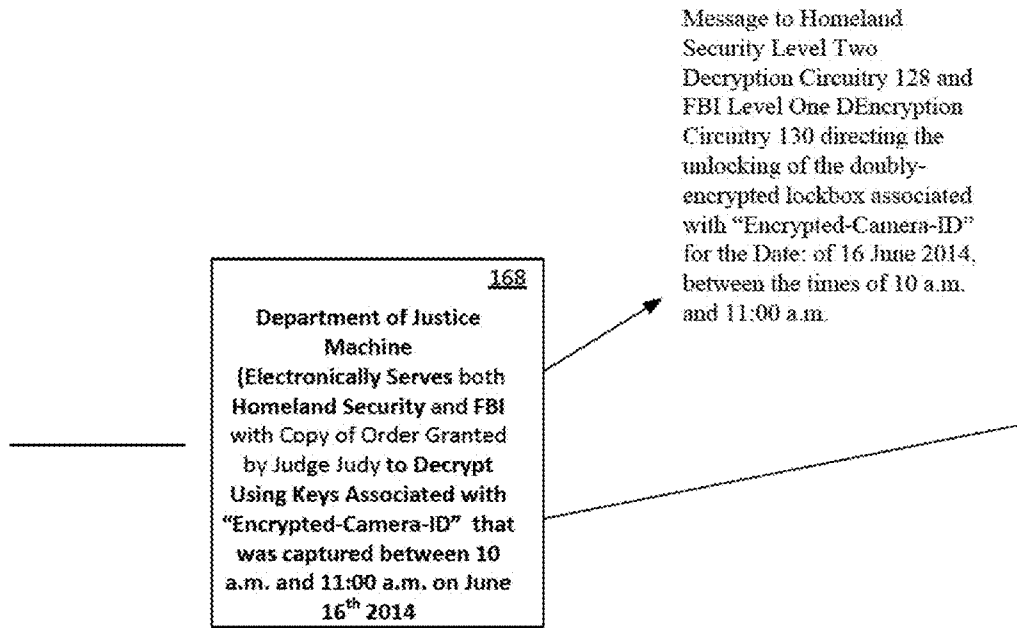 Message to Homeland
Security Level Two
Decryption Circuitry 128 and
FBI Level One DEncryption
Circuitry 130 directing the
unlocking of the doubly-
encrypted lockbox associated
with “Encrypted-Camera-ID”
for the Date: of 16 June 2014,
between the times of 10 a.m.
and 11:00 a.m.
168
Department of Justice
Machine
(Electronically Serves both
Homeland Security and FBI
with Copy of Order Granted
by Judge Judy to Decrypt
Using Keys Associated with
“Encrypted-Camera-ID” that
was captured between 10
a.m. and 11:00 a.m. on June
16th 2014